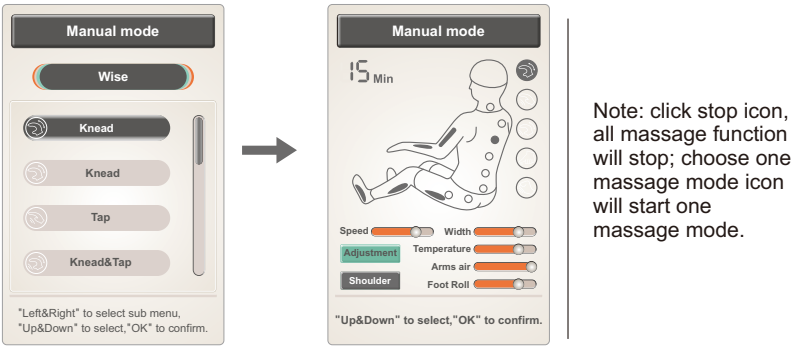 Manual mode
Wise
Knead
Knead
Tap
Knead&Tap
"Left&Right" to select sub menu,
"Up&Down" to select,"OK" to confirm.
Manual mode
15 Min
Speed
Width
Adjustment
Temperature
Arms air
Shoulder
Foot Roll
"Up&Down" to select,"OK" to confirm.
Note: click stop icon,
all massage function
will stop; choose one
massage mode icon
will start one
massage mode.